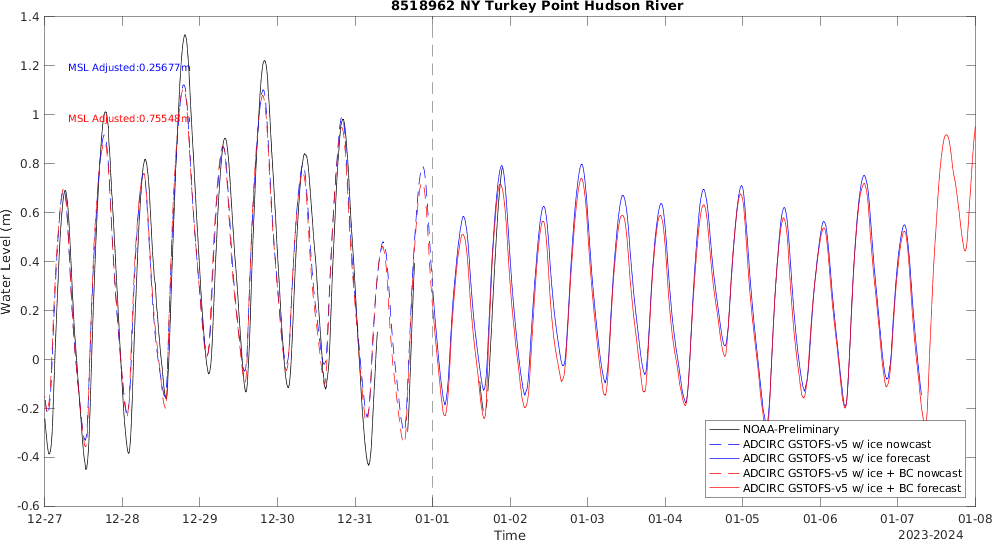 8518962 NY Turkey Point Hudson River
Water Level (m)
1.4
1.2
1
0.8
0.6
0.4
0.2
0
-0.2
-0.4
-0.6
MSL Adjusted:0.25677m
MSL Adjusted:0.75548m
NOAA-Preliminary
ADCIRC GSTOFS-v5 w/ ice nowcast
ADCIRC GSTOFS-v5 w/ ice forecast
ADCIRC GSTOFS-v5 w/ ice + BC nowcast
ADCIRC GSTOFS-v5 w/ ice + BC forecast
12-27 12-28 12-29 12-30 12-31 01-01 01-02 01-03 01-04 01-05 01-06 01-07 01-08
Time
2023-2024